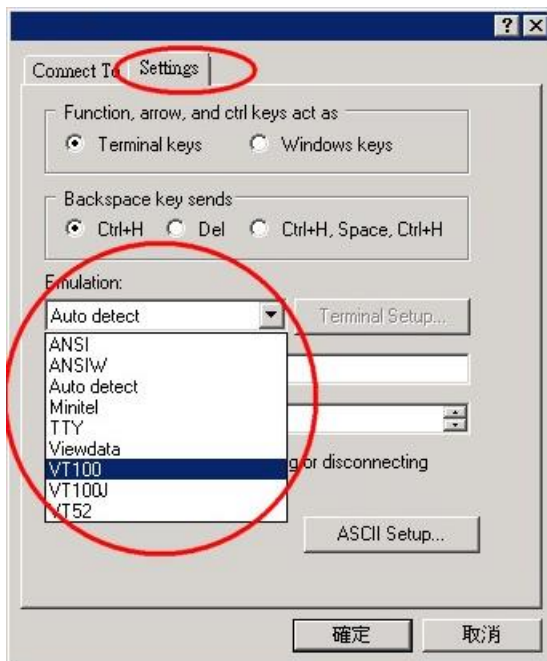 Connect To Settings
Function, arrow, and ctrl keys act as
Terminal keys Windows keys
Backspace key sends
Ctrl+H Del Ctrl+H, Space, Ctrl+H
Emulation:
Auto detect Terminal Setup...
ANSI
ANSIW
Auto detect
Minitel
TTY
Viewdata
VT100
or disconnecting
VT100J
VT52
ASCII Setup...
確定 取消